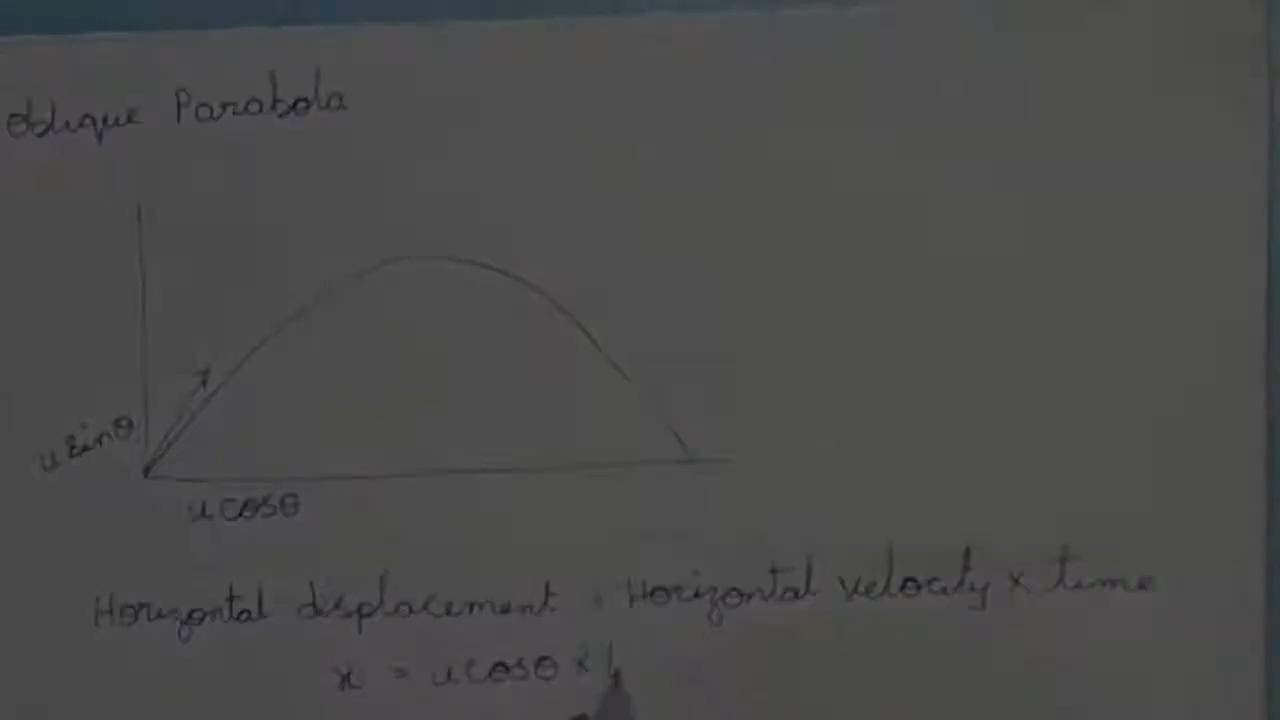 Oblique Parabola
u sinθ
u cosθ
Horizontal displacement = Horizontal velocity × time
x = u cosθ ×